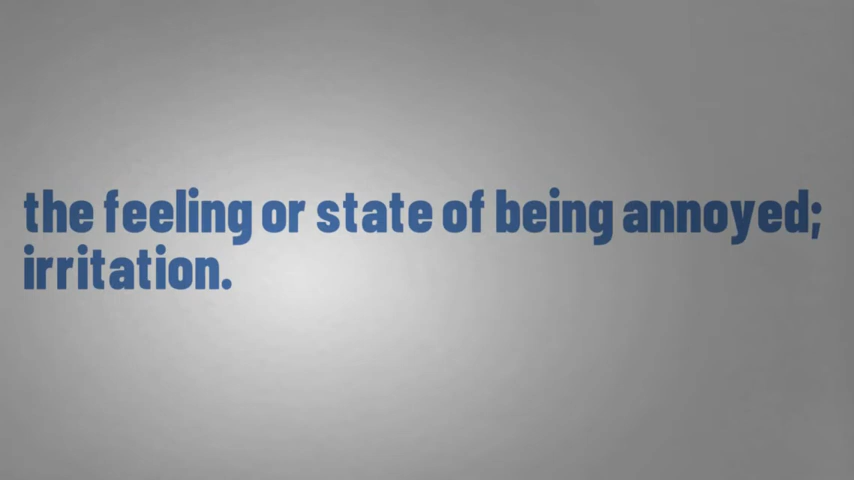 the feeling or state of being annoyed;
irritation.